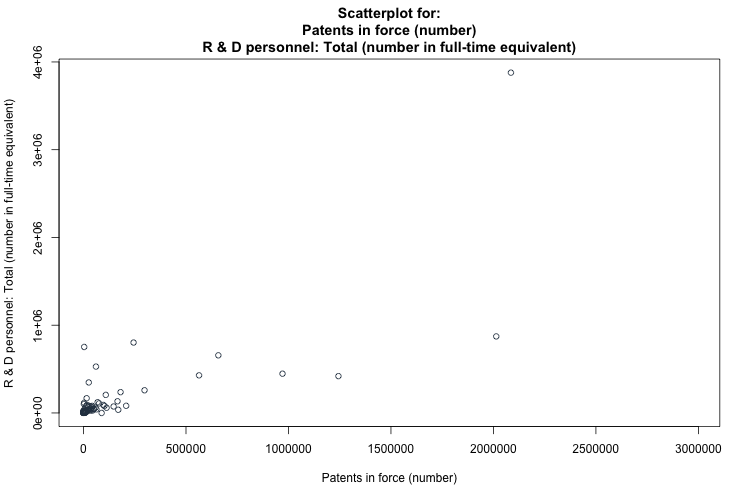 Scatterplot for:
Patents in force (number)
R & D personnel: Total (number in full-time equivalent)
R & D personnel: Total (number in full-time equivalent)
4e+06
3e+06
2e+06
1e+06
0e+00
0 500000 1000000 1500000 2000000 2500000 3000000
Patents in force (number)